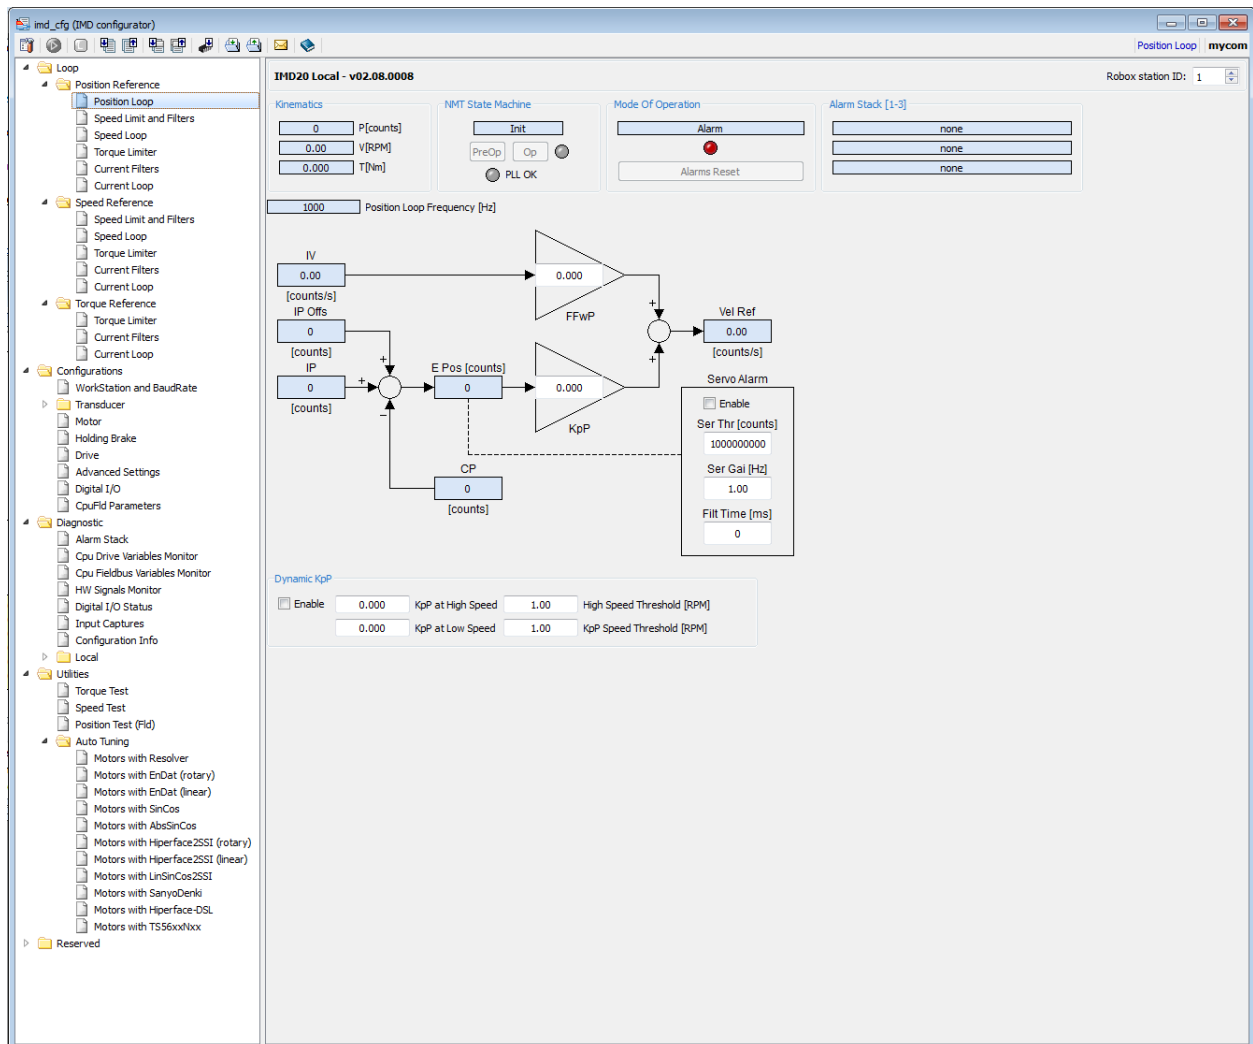 imd_cfg (IMD configurator)
Position Loop mycom
Loop
Position Reference
Position Loop
Speed Limit and Filters
Speed Loop
Torque Limiter
Current Filters
Current Loop
Speed Reference
Speed Limit and Filters
Speed Loop
Torque Limiter
Current Filters
Current Loop
Torque Reference
Torque Limiter
Current Filters
Current Loop
Configurations
WorkStation and BaudRate
Transducer
Motor
Holding Brake
Drive
Advanced Settings
Digital I/O
CpuFld Parameters
Diagnostic
Alarm Stack
Cpu Drive Variables Monitor
Cpu Fieldbus Variables Monitor
HW Signals Monitor
Digital I/O Status
Input Captures
Configuration Info
Local
Utilities
Torque Test
Speed Test
Position Test (Fld)
Auto Tuning
Motors with Resolver
Motors with EnDat (rotary)
Motors with EnDat (linear)
Motors with SinCos
Motors with AbsSinCos
Motors with Hiperface2SSI (rotary)
Motors with Hiperface2SSI (linear)
Motors with LinSinCos2SSI
Motors with SanyoDenki
Motors with Hiperface-DSL
Motors with TS56xxNxx
Reserved
IMD20 Local - v02.08.0008
Robox station ID: 1
Kinematics
0 P[counts]
0.00 V[RPM]
0.000 T[Nm]
NMT State Machine
Init
PreOp Op
PLL OK
Mode Of Operation
Alarm
Alarms Reset
Alarm Stack [1-3]
none
none
none
1000 Position Loop Frequency [Hz]
IV
0.00
[counts/s]
0.000
FFwP
IP Offs
0
[counts]
+
+
Vel Ref
0.00
[counts/s]
IP
0
[counts]
+
−
E Pos [counts]
0
0.000
KpP
+
CP
0
[counts]
Servo Alarm
Enable
Ser Thr [counts]
1000000000
Ser Gai [Hz]
1.00
Filt Time [ms]
0
Dynamic KpP
Enable 0.000 KpP at High Speed 1.00 High Speed Threshold [RPM]
0.000 KpP at Low Speed 1.00 KpP Speed Threshold [RPM]